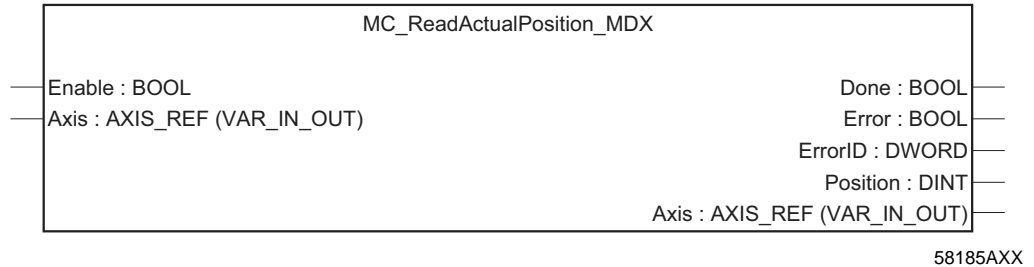 MC_ReadActualPosition_MDX
Enable : BOOL
Done : BOOL
Axis : AXIS_REF (VAR_IN_OUT)
Error : BOOL
ErrorID : DWORD
Position : DINT
Axis : AXIS_REF (VAR_IN_OUT)
58185AXX